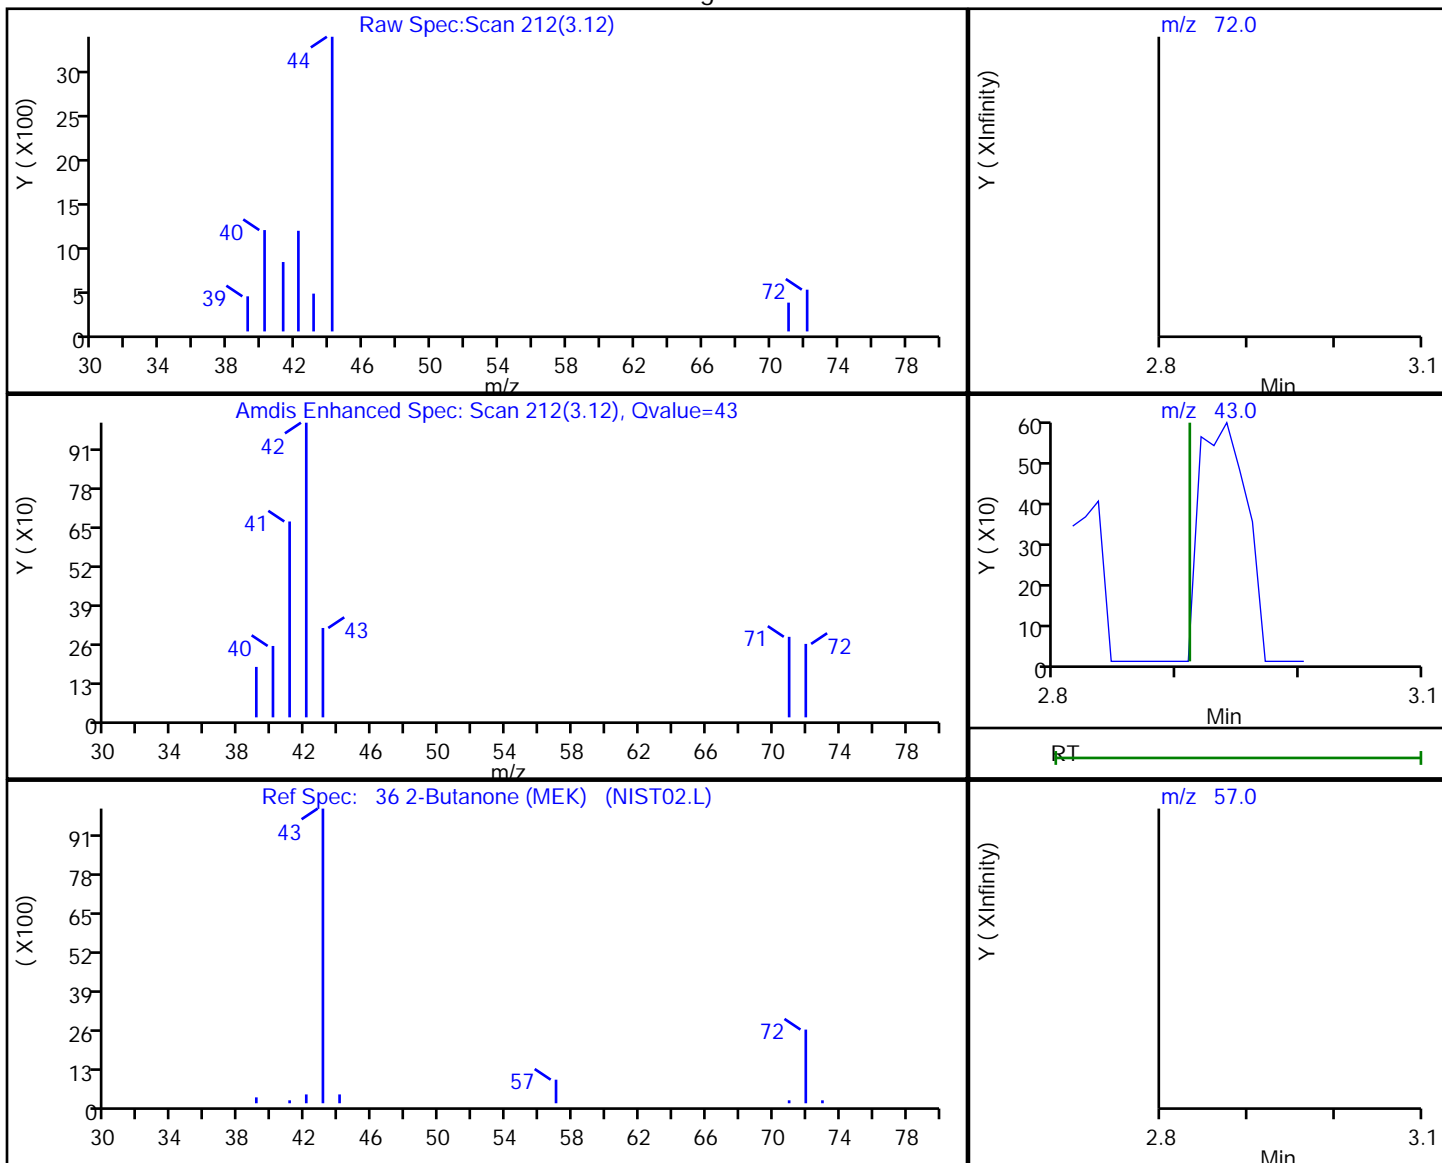 Raw Spec:Scan 212(3.12)
Y ( X100)
30
25
20
15
10
5
0
44
40
39
72
30 34 38 42 46 50 54 58 62 66 70 74 78
m/z
m/z 72.0
Y ( XInfinity)
2.8 3.1
Min
Amdis Enhanced Spec: Scan 212(3.12), Qvalue=43
Y ( X10)
91
78
65
52
39
26
13
0
42
41
40
43
71
72
30 34 38 42 46 50 54 58 62 66 70 74 78
m/z
m/z 43.0
Y ( X10)
60
50
40
30
20
10
0
2.8 3.1
Min
RT
Ref Spec: 36 2-Butanone (MEK) (NIST02.L)
( X100)
91
78
65
52
39
26
13
0
43
57
72
30 34 38 42 46 50 54 58 62 66 70 74 78
m/z 57.0
Y ( XInfinity)
2.8 3.1
Min